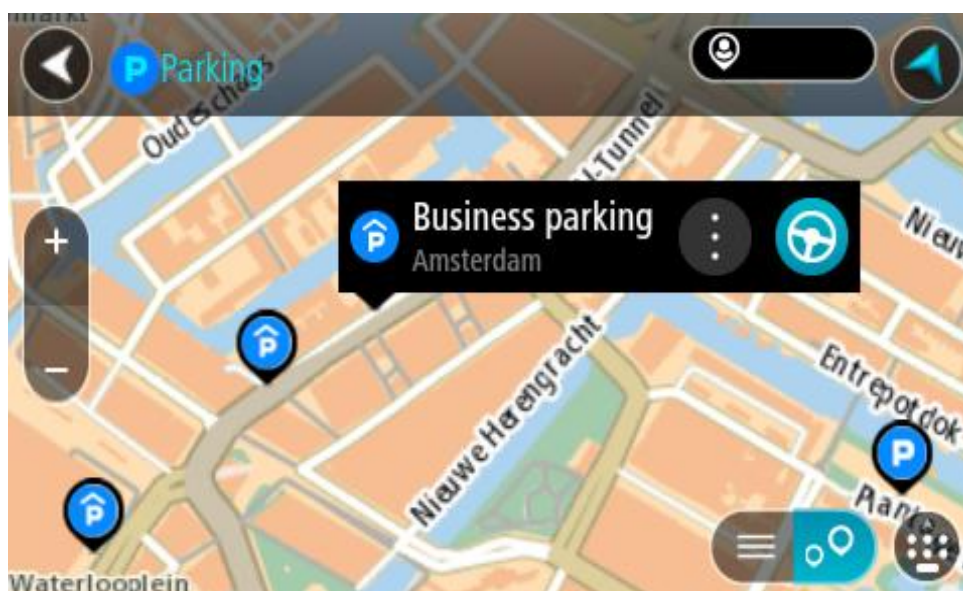 P Parking
Oudeschans
Business parking
Amsterdam
Nieuwe Herengracht
Entrepotdok
P
P
P
P
Waterlooplein